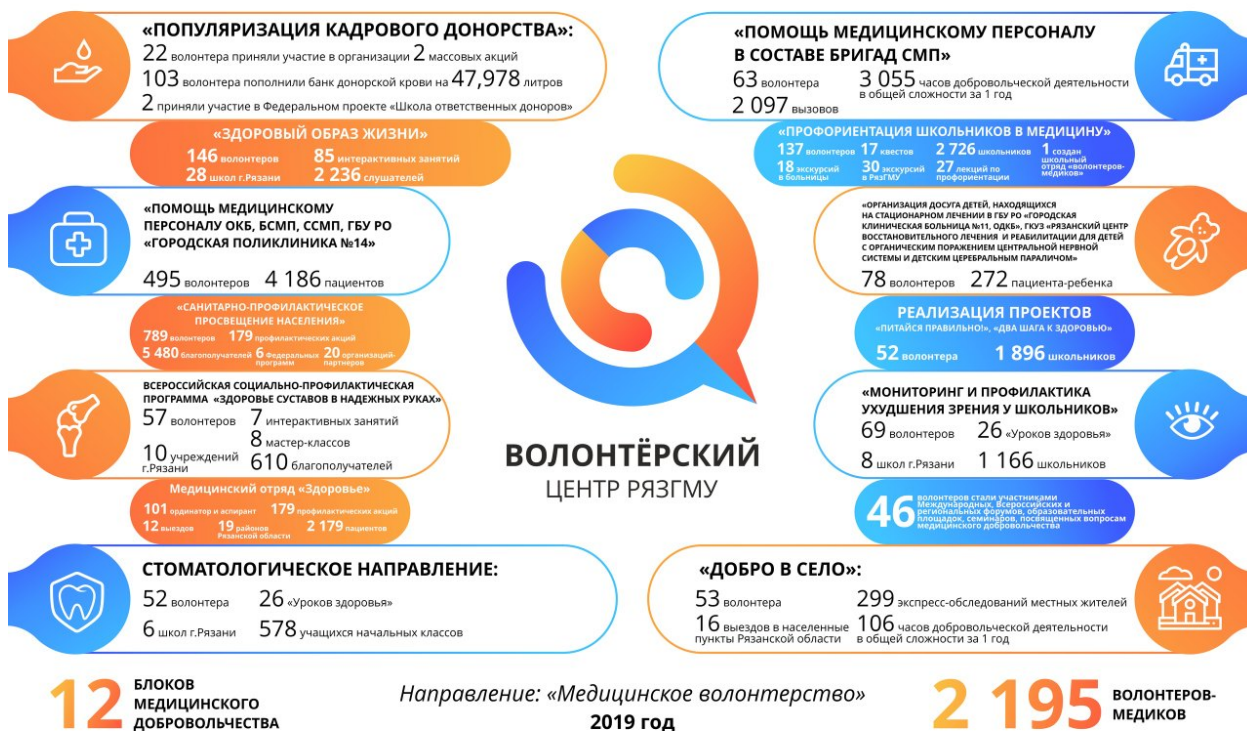 «ПОПУЛЯРИЗАЦИЯ КАДРОВОГО ДОНОРСТВА»:
22 волонтера приняли участие в организации 2 массовых акций
103 волонтера пополнили банк донорской крови на 47,978 литров
2 приняли участие в Федеральном проекте «Школа ответственных доноров»
«ЗДОРОВЫЙ ОБРАЗ ЖИЗНИ»
146 волонтеров 85 интерактивных занятий
28 школ г.Рязани 2 236 слушателей
«ПОМОЩЬ МЕДИЦИНСКОМУ
ПЕРСОНАЛУ ОКБ, БСМП, ССМП, ГБУ РО
«ГОРОДСКАЯ ПОЛИКЛИНИКА №14»
495 волонтеров 4 186 пациентов
«САНИТАРНО-ПРОФИЛАКТИЧЕСКОЕ
ПРОСВЕЩЕНИЕ НАСЕЛЕНИЯ»
789 волонтеров 179 профилактических акций
5 480 благополучателей 6 Федеральных программ 20 организаций-партнеров
ВСЕРОССИЙСКАЯ СОЦИАЛЬНО-ПРОФИЛАКТИЧЕСКАЯ
ПРОГРАММА «ЗДОРОВЬЕ СУСТАВОВ В НАДЕЖНЫХ РУКАХ»
57 волонтеров 7 интерактивных занятий
8 мастер-классов
10 учреждений г.Рязани 610 благополучателей
Медицинский отряд «Здоровье»
101 ординатор и аспирант 179 профилактических акций
12 выездов 19 районов Рязанской области 2 179 пациентов
СТОМАТОЛОГИЧЕСКОЕ НАПРАВЛЕНИЕ:
52 волонтера 26 «Уроков здоровья»
6 школ г.Рязани 578 учащихся начальных классов
ВОЛОНТЁРСКИЙ
ЦЕНТР РЯЗГМУ
«ПОМОЩЬ МЕДИЦИНСКОМУ ПЕРСОНАЛУ
В СОСТАВЕ БРИГАД СМП»
63 волонтера 3 055 часов добровольческой деятельности
в общей сложности за 1 год
2 097 вызовов
«ПРОФОРИЕНТАЦИЯ ШКОЛЬНИКОВ В МЕДИЦИНУ»
137 волонтеров 17 квестов 2 726 школьников 1 создан школьный отряд «волонтеров-медиков»
18 экскурсий в больницы 30 экскурсий в РязГМУ 27 лекций по профориентации
«ОРГАНИЗАЦИЯ ДОСУГА ДЕТЕЙ, НАХОДЯЩИХСЯ
НА СТАЦИОНАРНОМ ЛЕЧЕНИИ В ГБУ РО «ГОРОДСКАЯ
КЛИНИЧЕСКАЯ БОЛЬНИЦА №11, ОДКБ», ГКУЗ «РЯЗАНСКИЙ ЦЕНТР
ВОССТАНОВИТЕЛЬНОГО ЛЕЧЕНИЯ И РЕАБИЛИТАЦИИ ДЛЯ ДЕТЕЙ
С ОРГАНИЧЕСКИМ ПОРАЖЕНИЕМ ЦЕНТРАЛЬНОЙ НЕРВНОЙ
СИСТЕМЫ И ДЕТСКИМ ЦЕРЕБРАЛЬНЫМ ПАРАЛИЧОМ»
78 волонтеров 272 пациента-ребенка
РЕАЛИЗАЦИЯ ПРОЕКТОВ
«ПИТАЙСЯ ПРАВИЛЬНО!», «ДВА ШАГА К ЗДОРОВЬЮ»
52 волонтера 1 896 школьников
«МОНИТОРИНГ И ПРОФИЛАКТИКА
УХУДШЕНИЯ ЗРЕНИЯ У ШКОЛЬНИКОВ»
69 волонтеров 26 «Уроков здоровья»
8 школ г.Рязани 1 166 школьников
46 волонтеров стали участниками
Международных, Всероссийских и
региональных форумов, образовательных
площадок, семинаров, посвященных вопросам
медицинского добровольчества
«ДОБРО В СЕЛО»:
53 волонтера 299 экспресс-обследований местных жителей
16 выездов в населенные пункты Рязанской области 106 часов добровольческой деятельности
в общей сложности за 1 год
12 БЛОКОВ
МЕДИЦИНСКОГО
ДОБРОВОЛЬЧЕСТВА
Направление: «Медицинское волонтерство»
2019 год
2 195 ВОЛОНТЕРОВ-
МЕДИКОВ